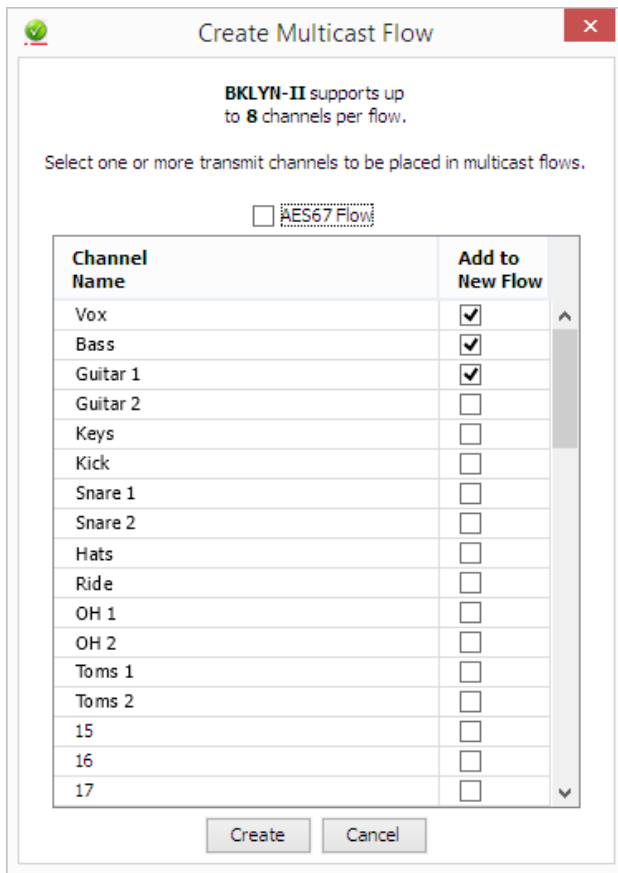 Create Multicast Flow
BKLYN-II supports up
to 8 channels per flow.
Select one or more transmit channels to be placed in multicast flows.
AES67 Flow
Channel Name
Add to New Flow
Vox
Bass
Guitar 1
Guitar 2
Keys
Kick
Snare 1
Snare 2
Hats
Ride
OH 1
OH 2
Toms 1
Toms 2
15
16
17
Create
Cancel